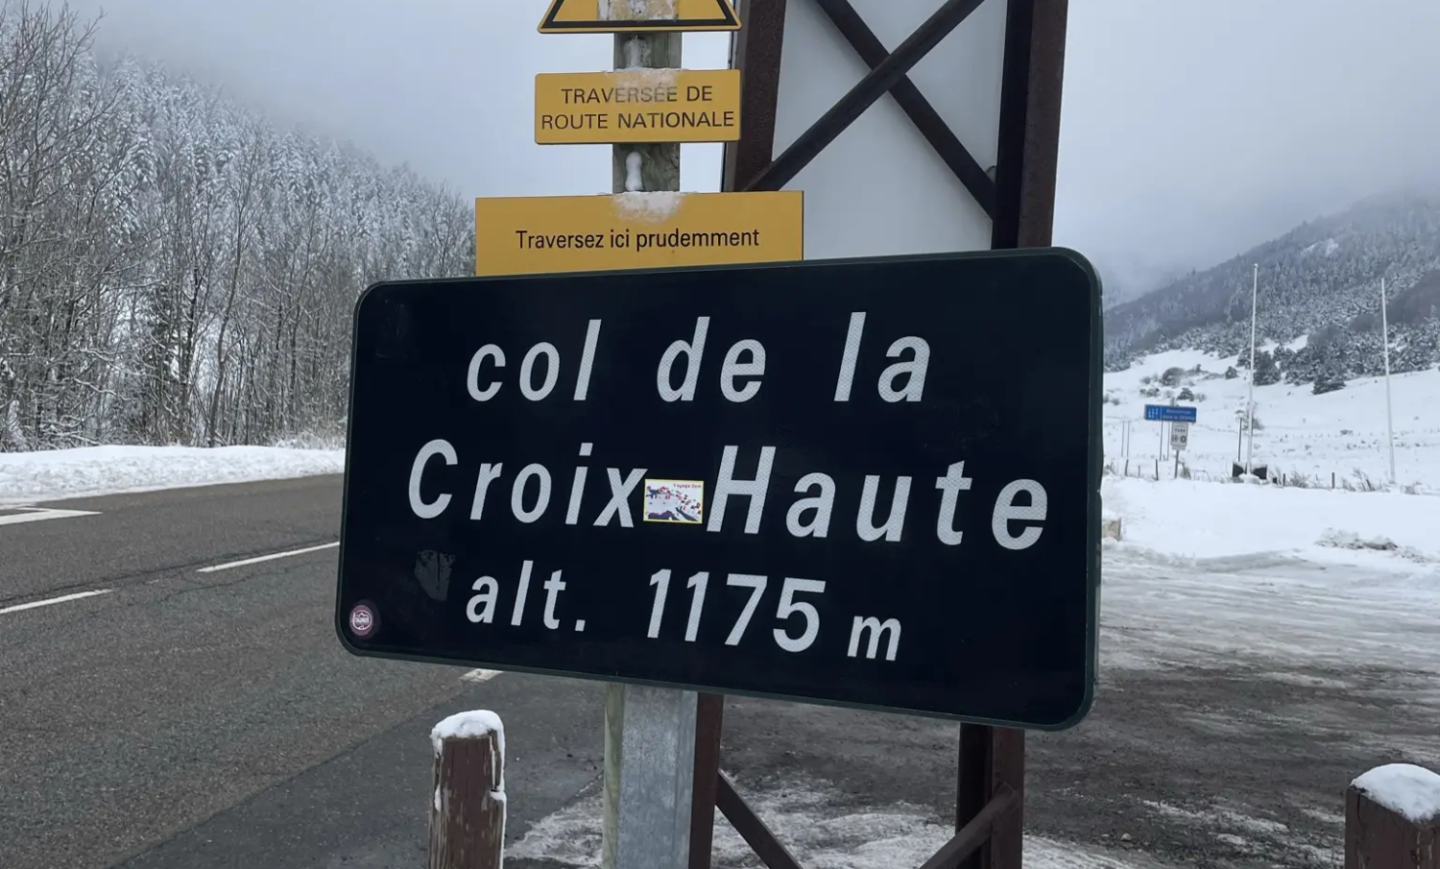 TRAVERSÉE DE
ROUTE NATIONALE
Traversez ici prudemment
col de la
Croix-Haute
alt. 1175 m